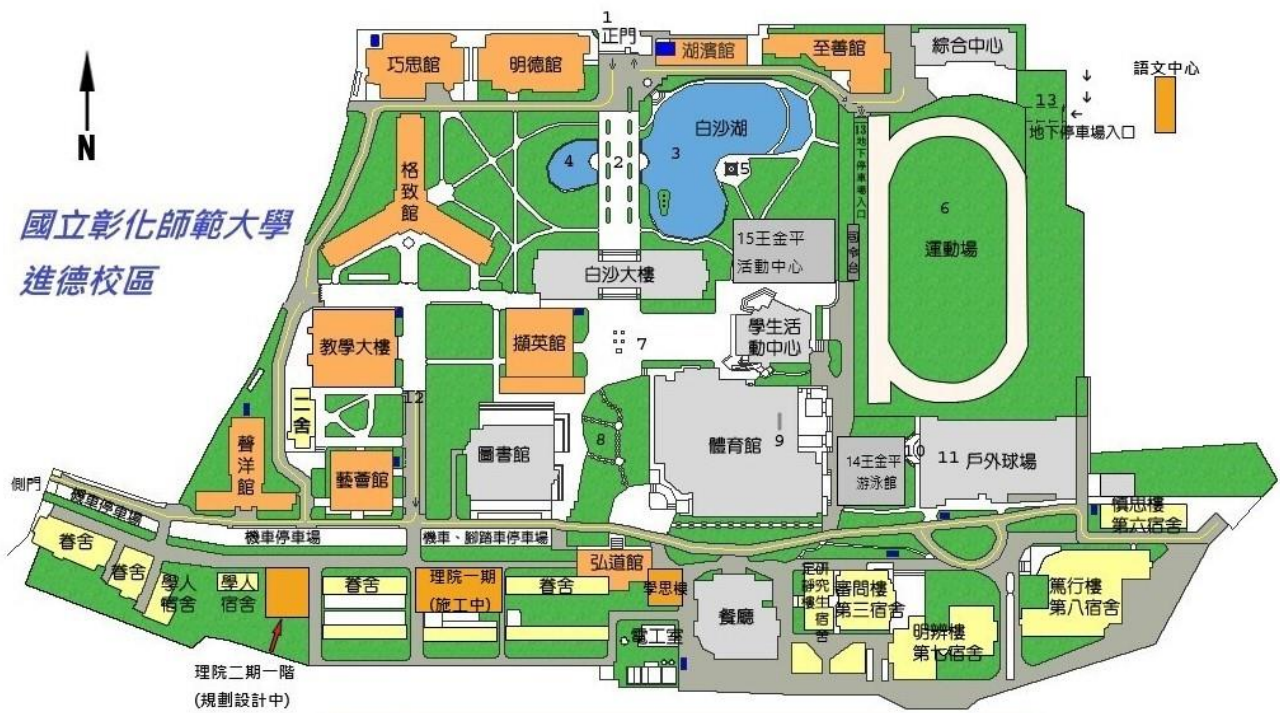 1
正門
湖濱館
至善館
綜合中心
巧思館
明德館
語文中心
N
白沙湖
13
地下停車場入口
13地下停車場入口
4
2
3
5
格致館
6
運動場
國立彰化師範大學
進德校區
15王金平
活動中心
司令台
白沙大樓
教學大樓
擷英館
7
學生活
動中心
12
二舍
聲洋館
藝薈館
圖書館
8
體育館
9
14王金平
游泳館
10
11
戶外球場
側門
機車停車場
機車停車場
機車、腳踏車停車場
慎思樓
第六宿舍
眷舍
眷舍
學人
宿舍
學人
宿舍
眷舍
理院一期
(施工中)
眷舍
弘道館
學思樓
餐廳
電工室
研究生宿舍
定靜樓
審問樓
第三宿舍
明辨樓
第七宿舍
篤行樓
第八宿舍
理院二期一階
(規劃設計中)